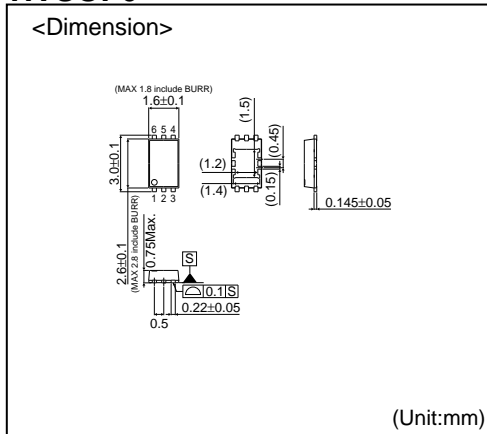 <Dimension>
(MAX 1.8 include BURR)
1.6±0.1
6 5 4
3.0±0.1
1 2 3
2.6±0.1
(MAX 2.8 include BURR)
(1.5)
(0.45)
(1.2)
(1.4)
(0.15)
0.145±0.05
0.75Max.
S
0.1 S
0.22±0.05
0.5
(Unit:mm)